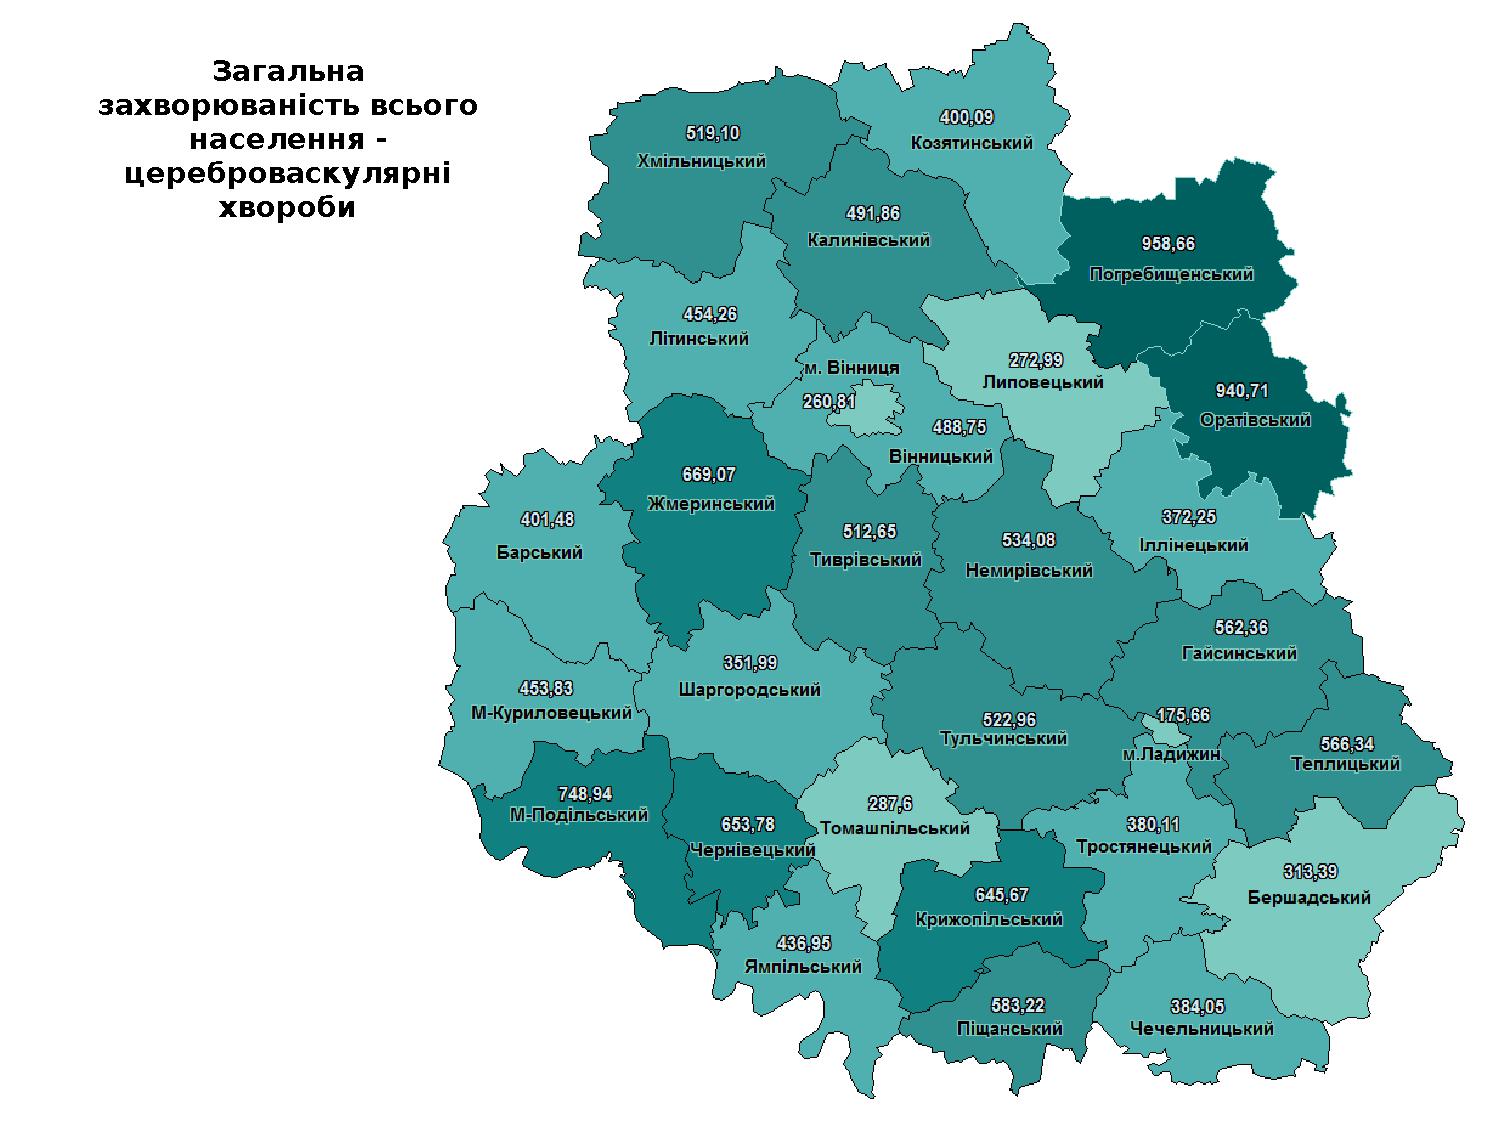 Загальна
захворюваність всього
населення -
цереброваскулярні
хвороби
400,09
Козятинський
519,10
Хмільницький
491,86
Калинівський
958,66
Погребищенський
454,26
Літинський
272,99
Липовецький
м. Вінниця
260,81
940,71
Оратівський
488,75
Вінницький
669,07
Жмеринський
401,48
Барський
512,65
Тиврівський
534,08
Немирівський
372,25
Іллінецький
562,36
Гайсинський
351,99
Шаргородський
453,83
М-Куриловецький
522,96
Тульчинський
175,66
м.Ладижин
566,34
Теплицький
748,94
М-Подільський
653,78
Чернівецький
287,6
Томашпільський
380,11
Тростянецький
313,39
Бершадський
645,67
Крижопільський
436,95
Ямпільський
583,22
Піщанський
384,05
Чечельницький